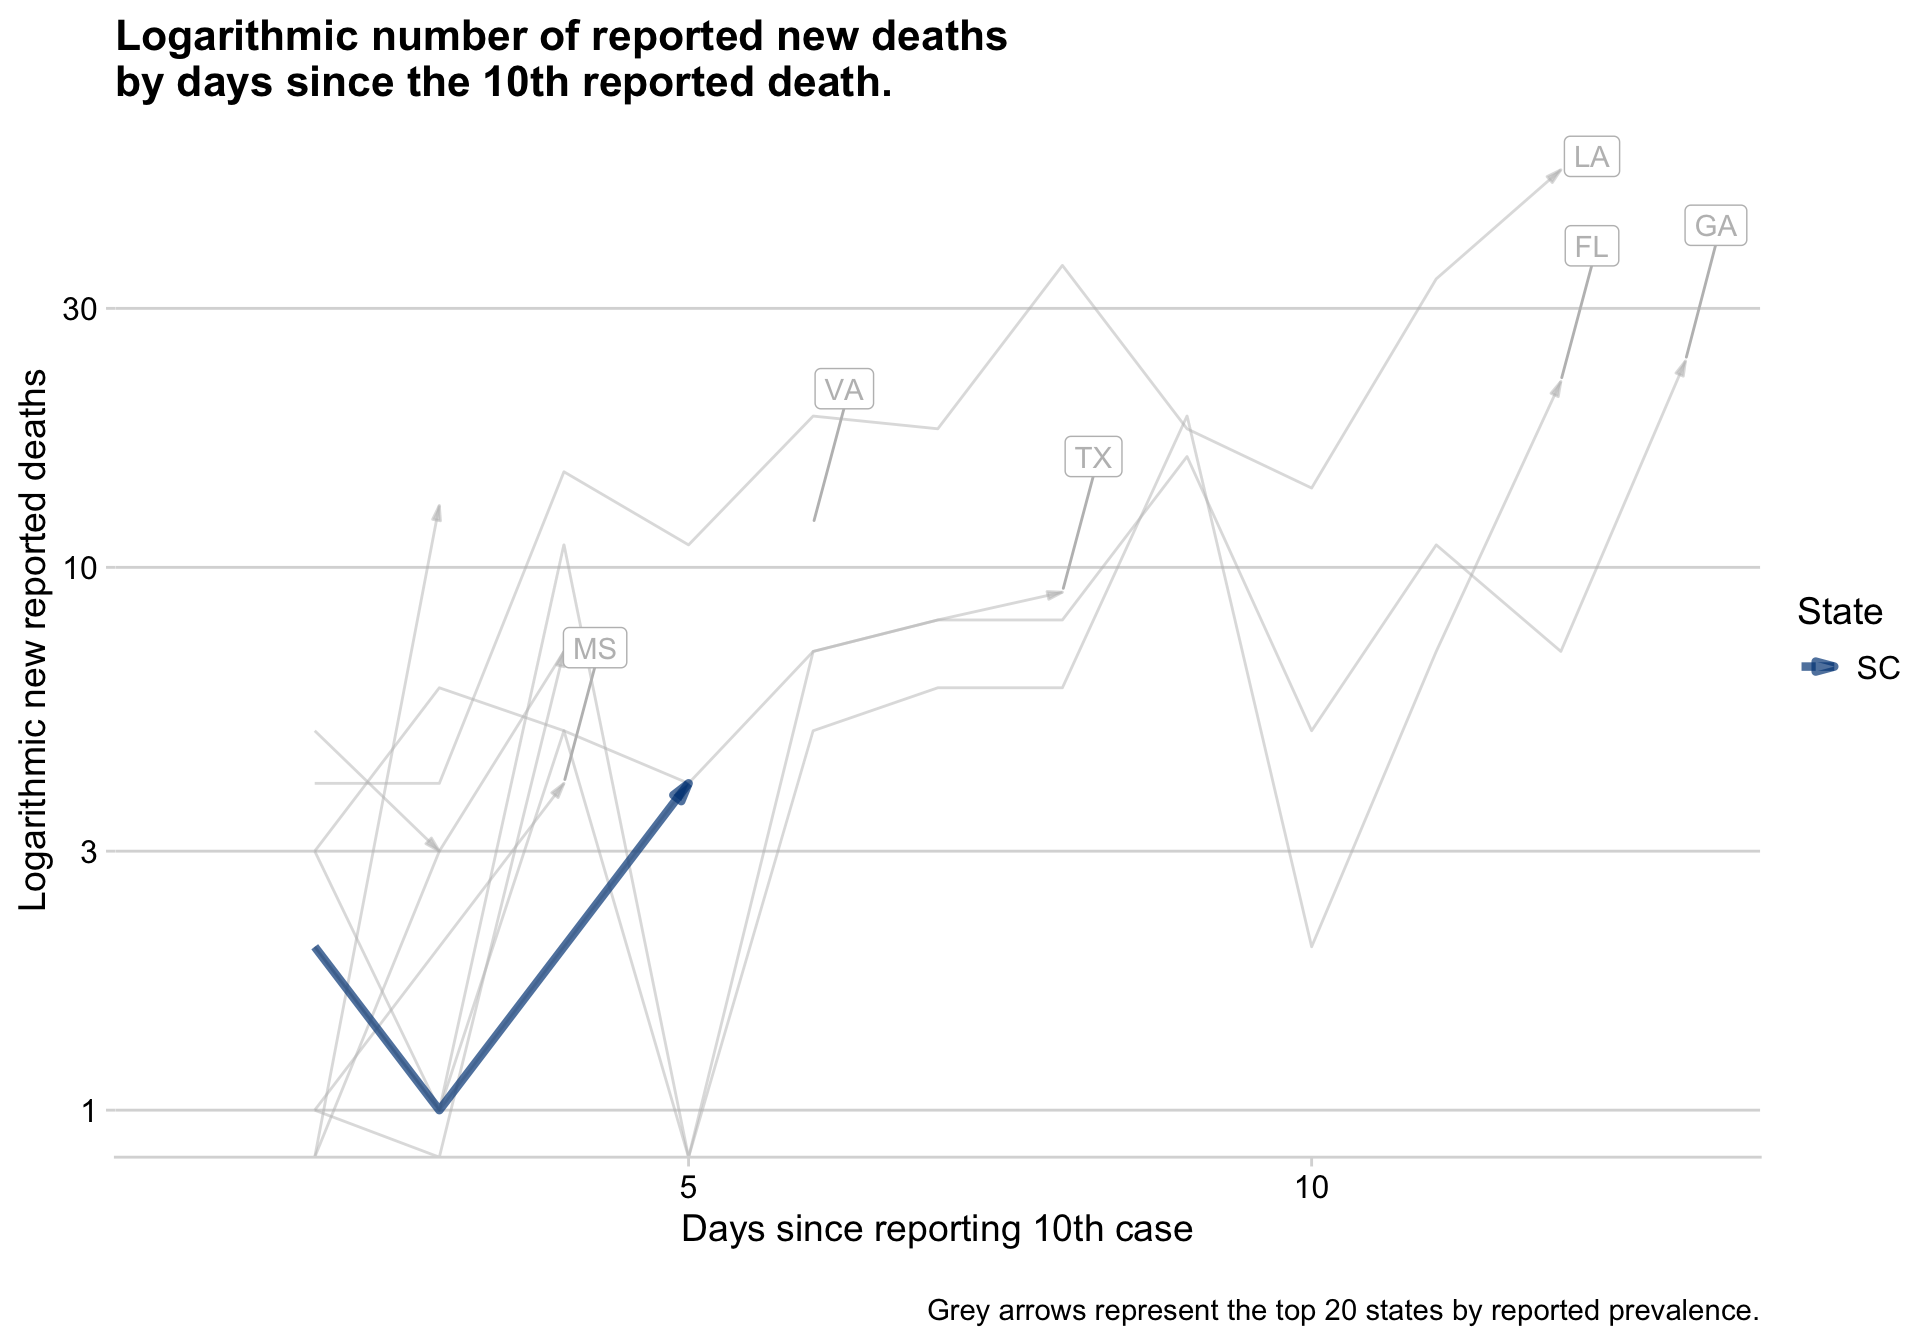 Logarithmic number of reported new deaths
by days since the 10th reported death.
LA
GA
FL
30
VA
TX
10
MS
3
1
Logarithmic new reported deaths
State
SC
5
10
Days since reporting 10th case
Grey arrows represent the top 20 states by reported prevalence.